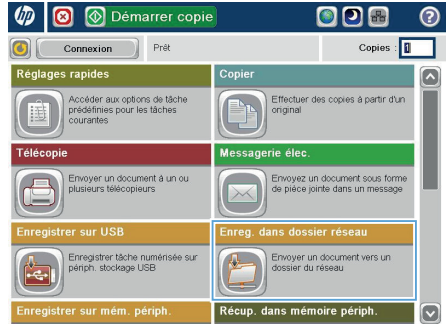 hp Démarrer copie ?
Connexion Prêt Copies : 1
Réglages rapides
Accéder aux options de tâche
prédéfinies pour les tâches
courantes
Copier
Effectuer des copies à partir d'un
original
Télécopie
Envoyer un document à un ou
plusieurs télécopieurs
Messagerie élec.
Envoyez un document sous forme
de pièce jointe dans un message
Enregistrer sur USB
Enregistrer tâche numérisée sur
périph. stockage USB
Enreg. dans dossier réseau
Envoyer un document vers un
dossier du réseau
Enregistrer sur mém. périph.
Récup. dans mémoire périph.